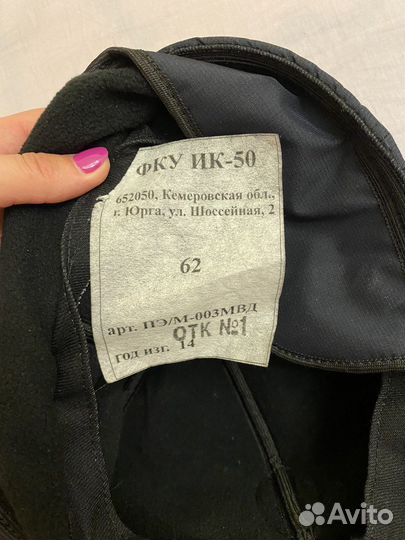 ФКУ ИК-50
652050, Кемеровская обл.,
г. Юрга, ул. Шоссейная, 2
62
арт. ПЭ/М-003МВД
ОТК №1
год изг. 14
Avito